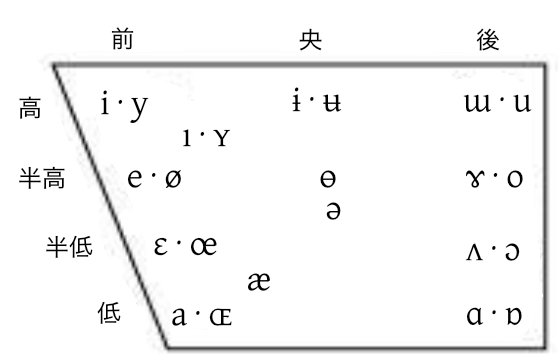 前 央 後
高 i · y ɨ · ʉ ɯ · u
ɪ · ʏ
半高 e · ø ɵ ɤ · o
ə
半低 ɛ · œ ʌ · ɔ
æ
低 a · ɶ ɑ · ɒ